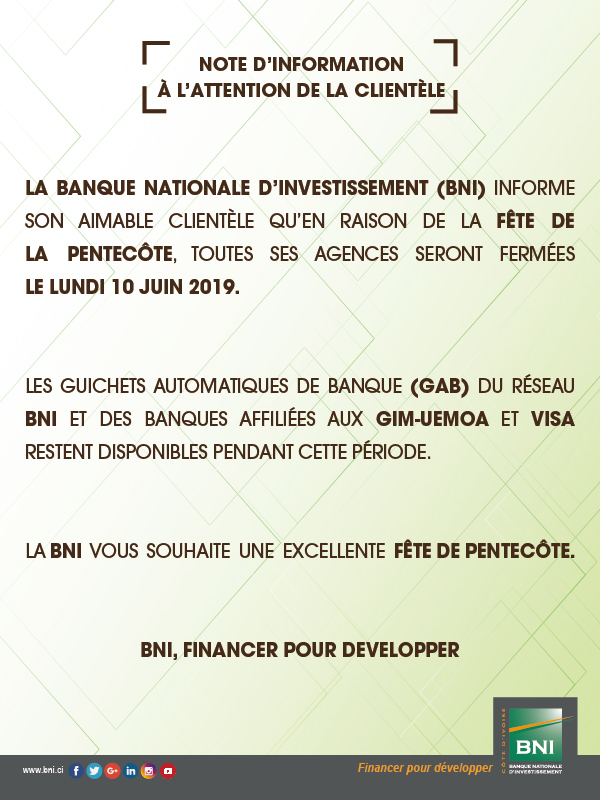 NOTE D'INFORMATION
À L'ATTENTION DE LA CLIENTÈLE
LA BANQUE NATIONALE D'INVESTISSEMENT (BNI) INFORME
SON AIMABLE CLIENTÈLE QU'EN RAISON DE LA FÊTE DE
LA PENTECÔTE, TOUTES SES AGENCES SERONT FERMÉES
LE LUNDI 10 JUIN 2019.
LES GUICHETS AUTOMATIQUES DE BANQUE (GAB) DU RÉSEAU
BNI ET DES BANQUES AFFILIÉES AUX GIM-UEMOA ET VISA
RESTENT DISPONIBLES PENDANT CETTE PÉRIODE.
LA BNI VOUS SOUHAITE UNE EXCELLENTE FÊTE DE PENTECÔTE.
BNI, FINANCER POUR DEVELOPPER
www.bni.ci
Financer pour développer
CÔTE D'IVOIRE
BNI
BANQUE NATIONALE
D'INVESTISSEMENT